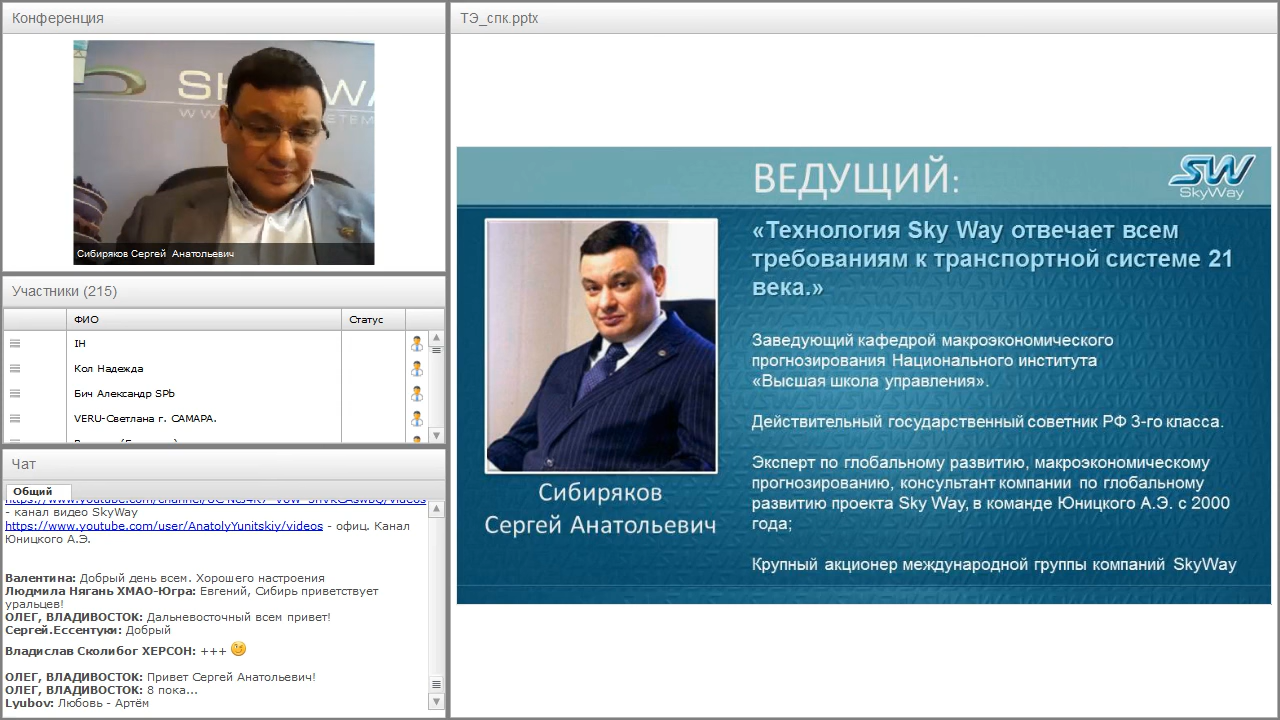 Конференция
ТЭ_спк.pptx
Сибиряков Сергей Анатольевич
Участники (215)
ФИО
Статус
IH
Кол Надежда
Бич Александр SPb
VERU-Светлана г. САМАРА.
Чат
Общий
- канал видео SkyWay
https://www.youtube.com/user/AnatolyYunitskiy/videos - офиц. Канал
Юницкого А.Э.
Валентина: Добрый день всем. Хорошего настроения
Людмила Нягань ХМАО-Югра: Евгений, Сибирь приветствует
уральцев!
ОЛЕГ, ВЛАДИВОСТОК: Дальневосточный всем привет!
Сергей.Ессентуки: Добрый
Владислав Сколибог ХЕРСОН: +++
ОЛЕГ, ВЛАДИВОСТОК: Привет Сергей Анатольевич!
ОЛЕГ, ВЛАДИВОСТОК: 8 пока...
Lyubov: Любовь - Артём
ВЕДУЩИЙ:
SW
SkyWay
«Технология Sky Way отвечает всем
требованиям к транспортной системе 21
века.»
Заведующий кафедрой макроэкономического
прогнозирования Национального института
«Высшая школа управления».
Действительный государственный советник РФ 3-го класса.
Эксперт по глобальному развитию, макроэкономическому
прогнозированию, консультант компании по глобальному
развитию проекта Sky Way, в команде Юницкого А.Э. с 2000
года;
Крупный акционер международной группы компаний SkyWay
Сибиряков
Сергей Анатольевич